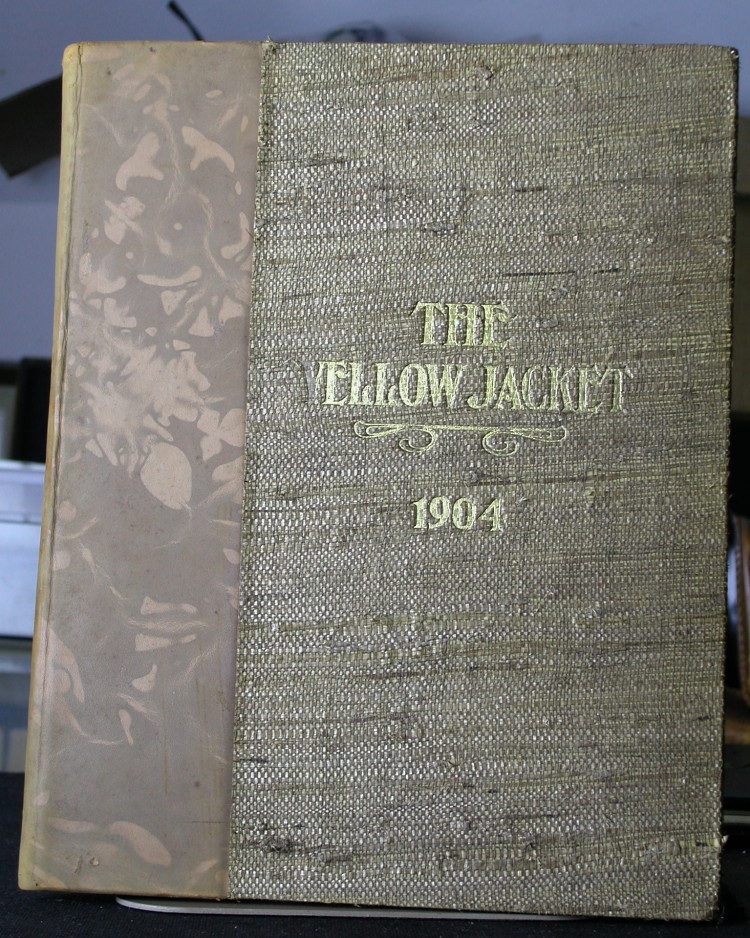 THE
YELLOW JACKET
1904